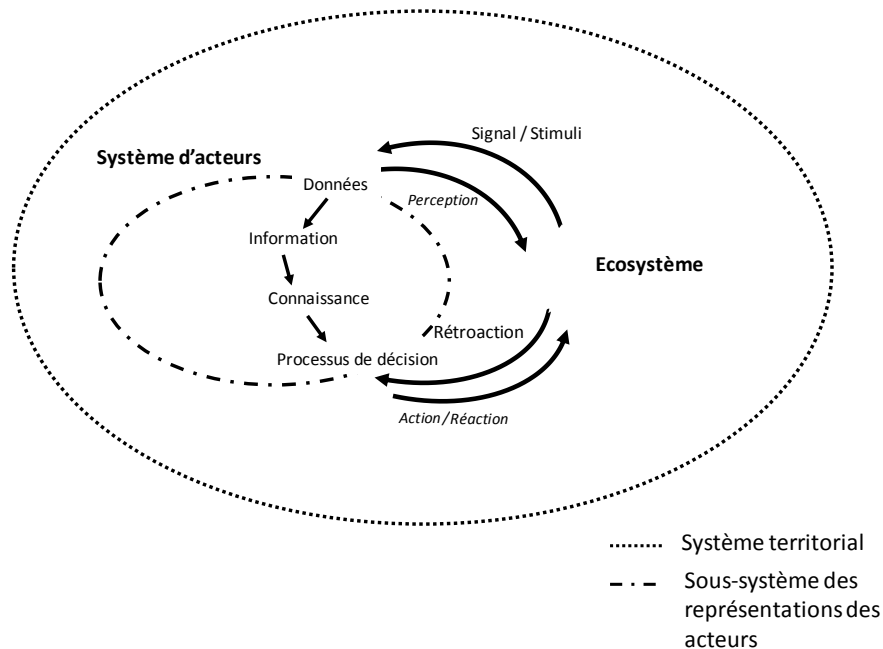 Signal / Stimuli
Système d'acteurs
Données
Perception
Information
Ecosystème
Connaissance
Rétroaction
Processus de décision
Action / Réaction
Système territorial
Sous-système des
représentations des
acteurs